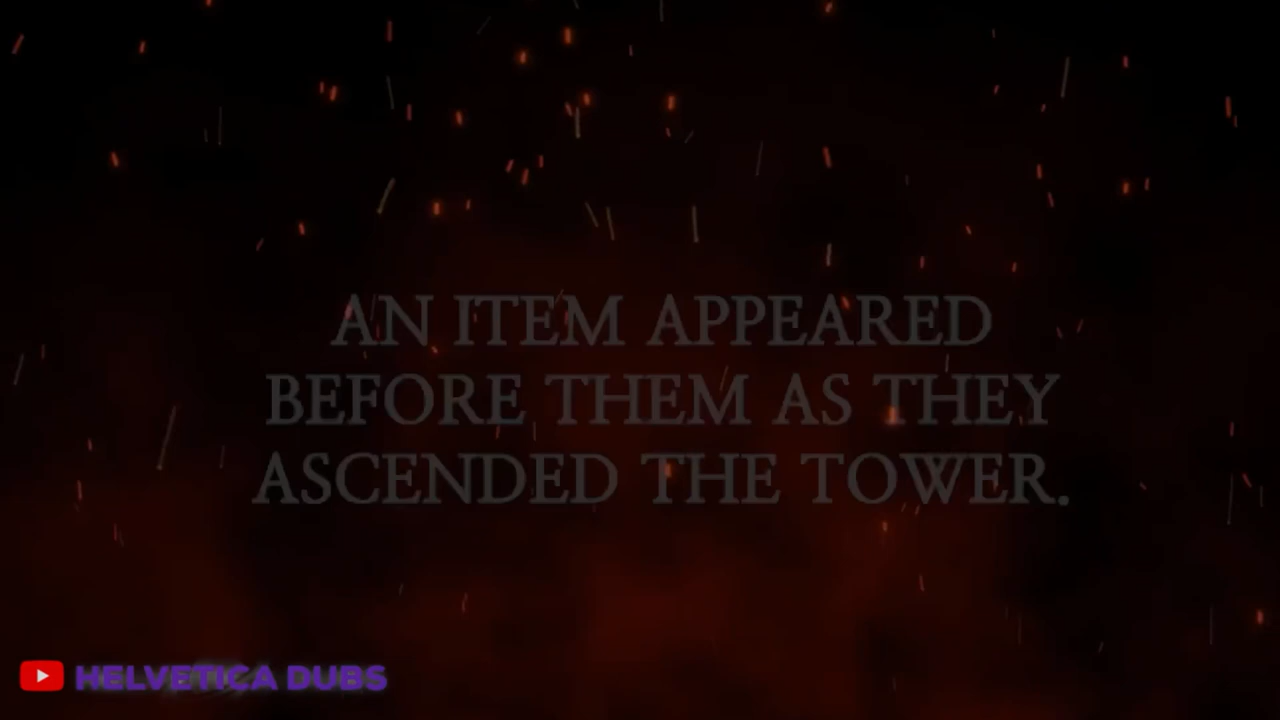 AN ITEM APPEARED
BEFORE THEM AS THEY
ASCENDED THE TOWER.
HELVETICA DUBS